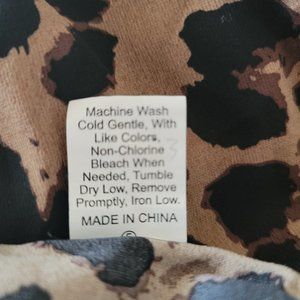 Machine Wash
Cold Gentle, With
Like Colors,
Non-Chlorine
Bleach When
Needed, Tumble
Dry Low, Remove
Promptly, Iron Low.
MADE IN CHINA